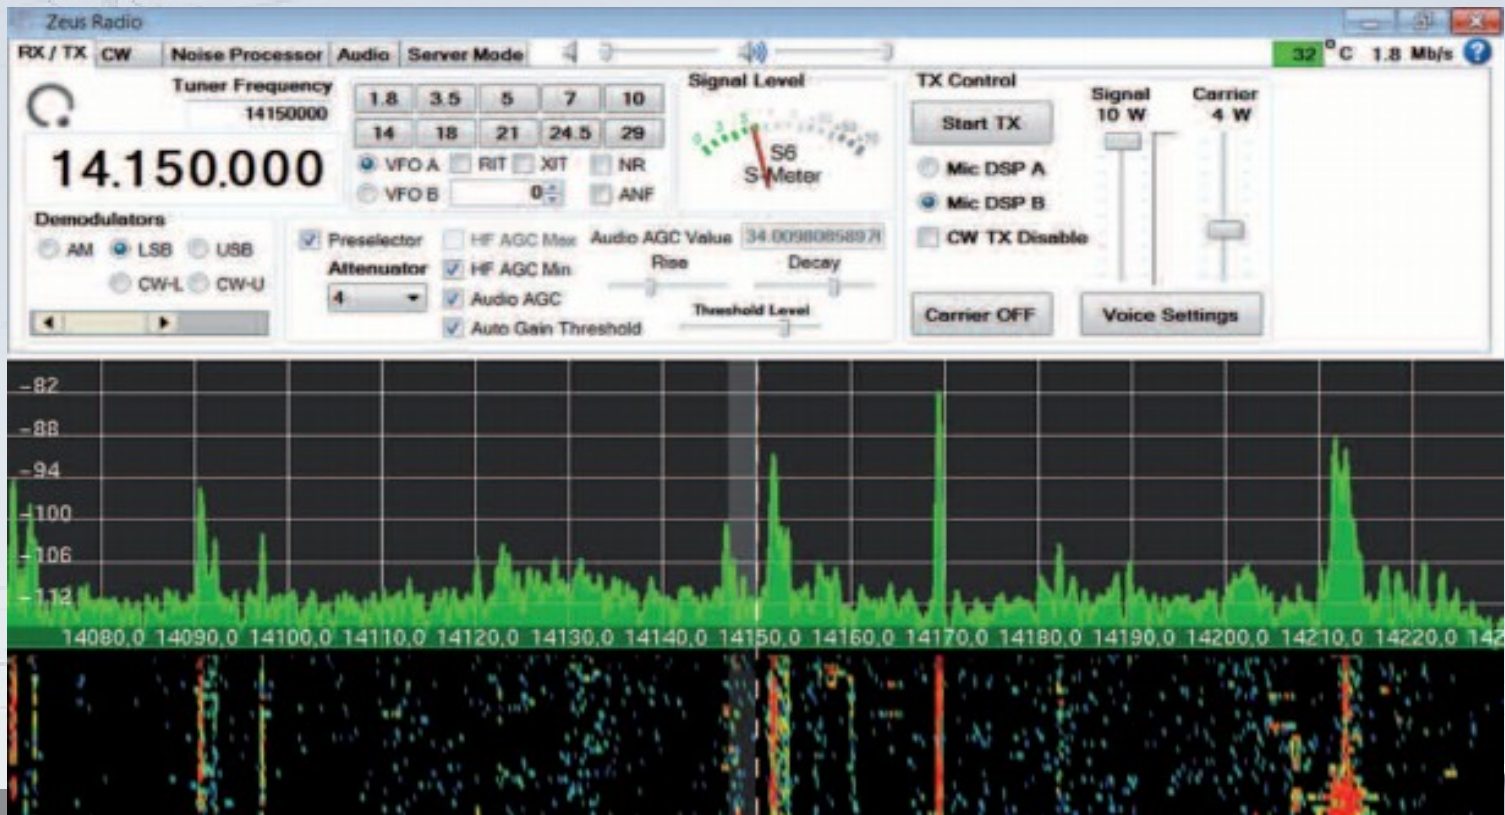 Zeus Radio
RX / TX CW Noise Processor Audio Server Mode 32 °C 1.8 Mb/s ?
Tuner Frequency
14150000
14.150.000
1.8 3.5 5 7 10
14 18 21 24.5 29
VFO A RIT XIT NR
VFO B 0 ANF
Signal Level
S6
S-Meter
TX Control
Start TX
Mic DSP A
Mic DSP B
CW TX Disable
Carrier OFF
Signal
10 W
Carrier
4 W
Voice Settings
Demodulators
AM LSB USB
CW-L CW-U
Preselector
Attenuator
4
HF AGC Max
HF AGC Min
Audio AGC
Auto Gain Threshold
Audio AGC Value
Rise Decay
Threshold Level
-82
-88
-94
-100
-106
-112
14080,0 14090,0 14100,0 14110,0 14120,0 14130,0 14140,0 14150,0 14160,0 14170,0 14180,0 14190,0 14200,0 14210,0 14220,0 142